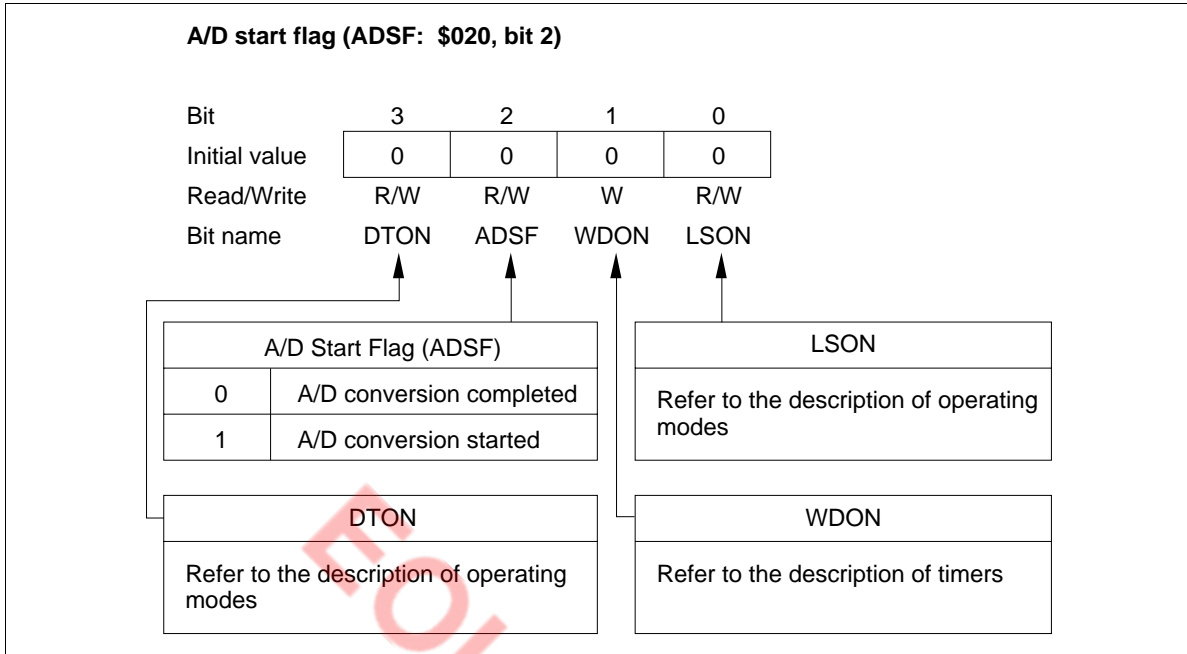 A/D start flag (ADSF: $020, bit 2)
Bit 3 2 1 0
Initial value 0 0 0 0
Read/Write R/W R/W W R/W
Bit name DTON ADSF WDON LSON
A/D Start Flag (ADSF)
0 A/D conversion completed
1 A/D conversion started
LSON
Refer to the description of operating
modes
DTON
Refer to the description of operating
modes
WDON
Refer to the description of timers